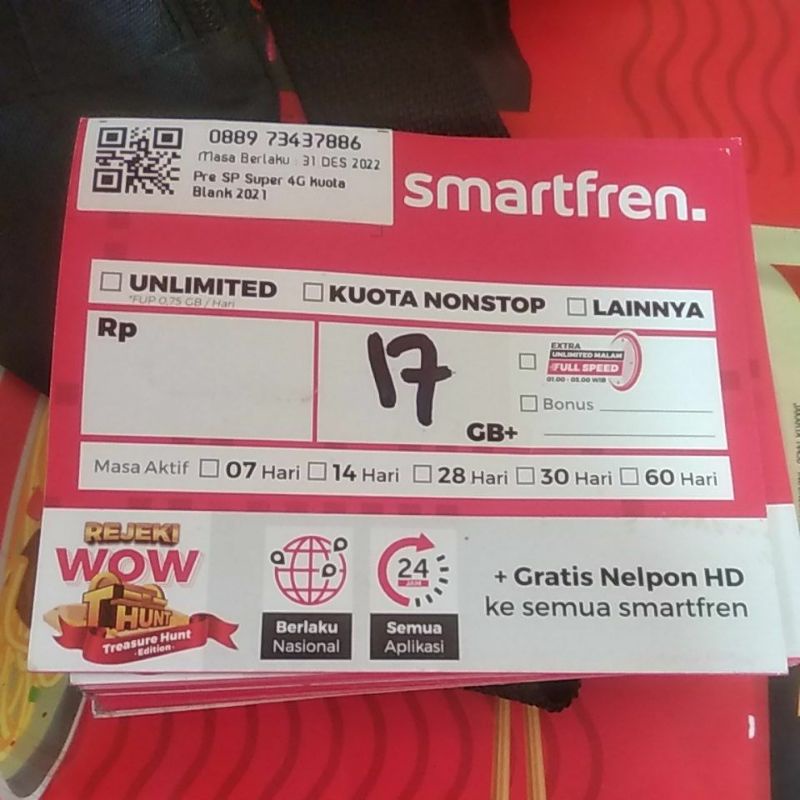 0889 73437886
Masa Berlaku : 31 DES 2022
Pre SP Super 4G Kuota
Blank 2021
smartfren.
UNLIMITED
*FUP 0,75 GB / Hari
KUOTA NONSTOP
LAINNYA
Rp
17
GB+
EXTRA
UNLIMITED MALAM
FULL SPEED
01.00 - 05.00 WIB
Bonus
Masa Aktif 07 Hari 14 Hari 28 Hari 30 Hari 60 Hari
REJEKI
WOW
T HUNT
Treasure Hunt
-Edition-
Berlaku
Nasional
24
JAM
Semua
Aplikasi
+ Gratis Nelpon HD
ke semua smartfren